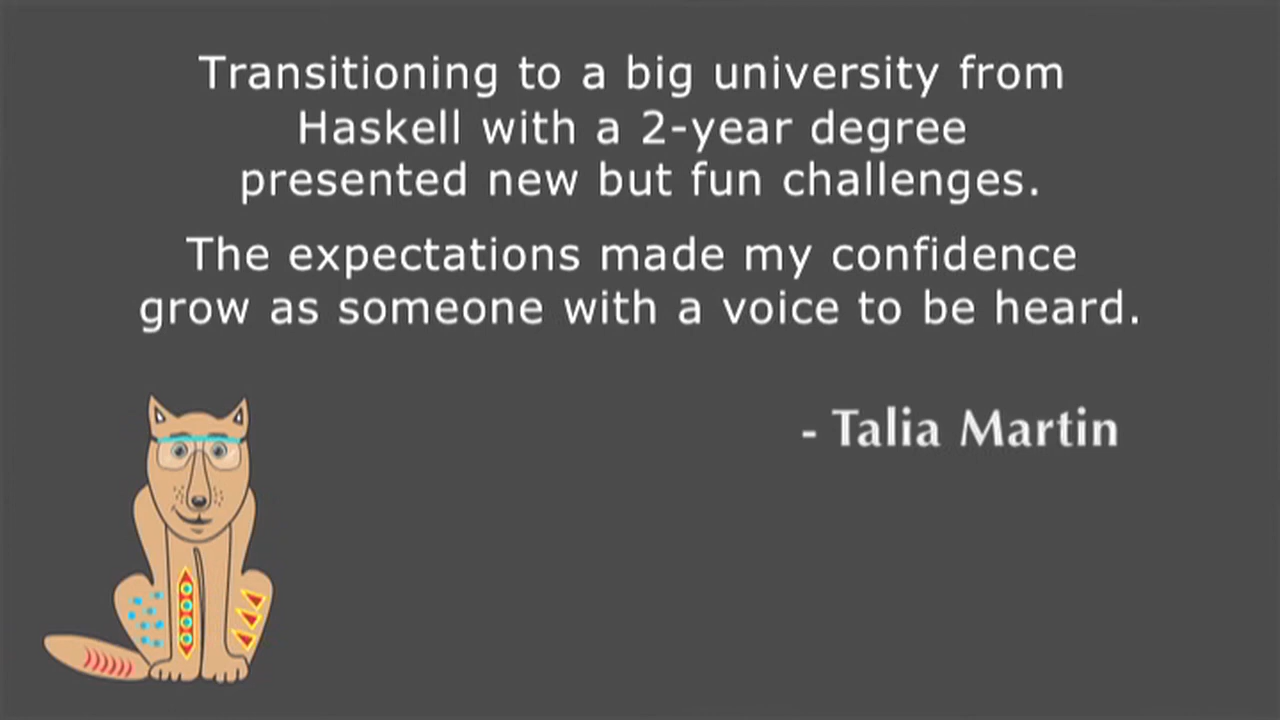 Transitioning to a big university from
Haskell with a 2-year degree
presented new but fun challenges.
The expectations made my confidence
grow as someone with a voice to be heard.
- Talia Martin